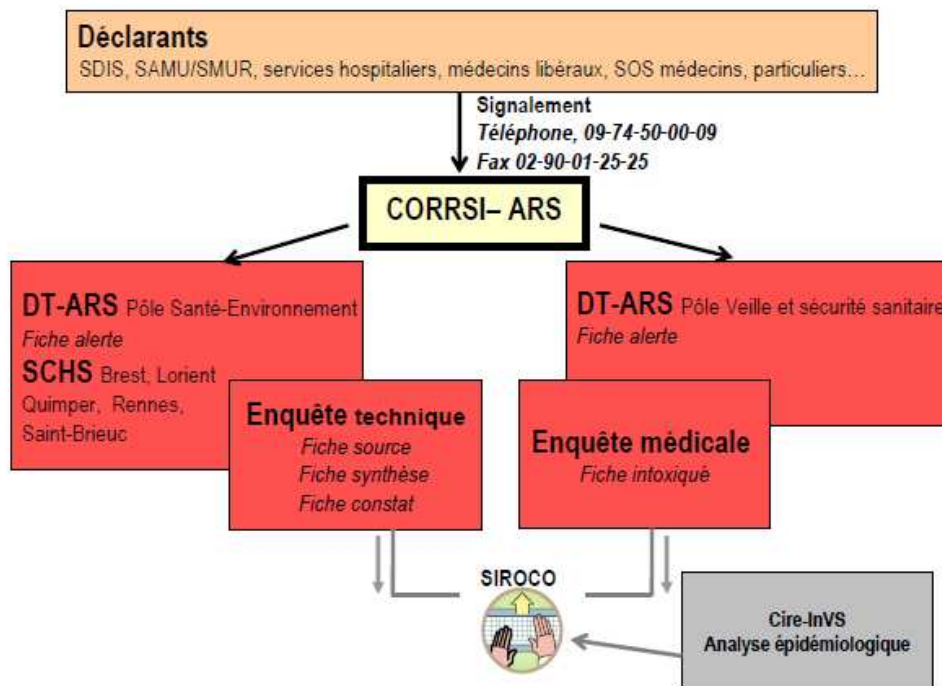 Déclarants
SDIS, SAMU/SMUR, services hospitaliers, médecins libéraux, SOS médecins, particuliers...
Signalement
Téléphone, 09-74-50-00-09
Fax 02-90-01-25-25
CORRSI– ARS
DT-ARS Pôle Santé-Environnement
Fiche alerte
SCHS Brest, Lorient
Quimper, Rennes,
Saint-Brieuc
DT-ARS Pôle Veille et sécurité sanitaire
Fiche alerte
Enquête technique
Fiche source
Fiche synthèse
Fiche constat
Enquête mèdicale
Fiche intoxiqué
SIROCO
Cire-InVS
Analyse épidémiologique